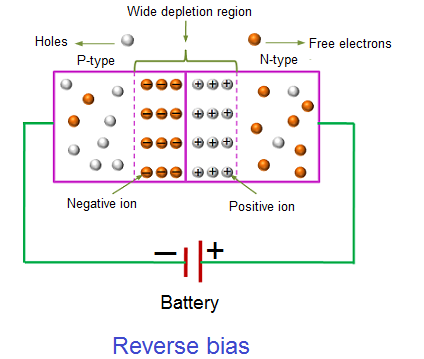 Wide depletion region
Holes
Free electrons
P-type
N-type
Negative ion
Positive ion
− +
Battery
Reverse bias